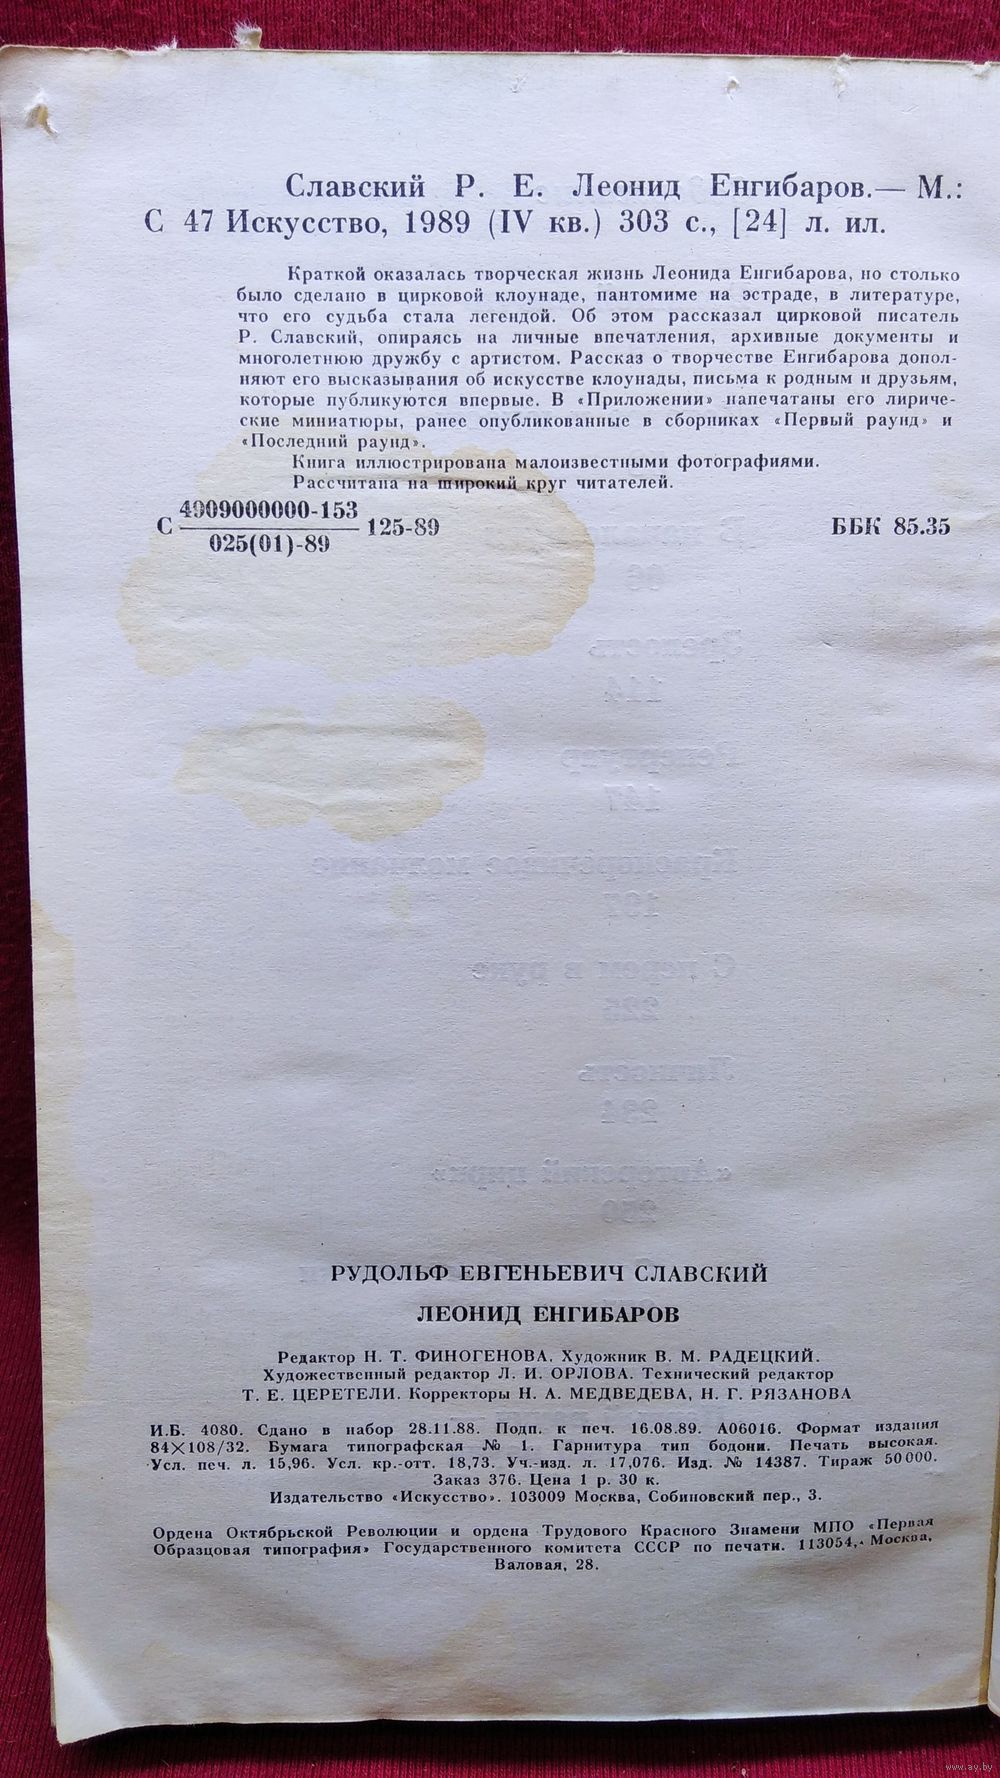 Славский Р. Е. Леонид Енгибаров.— М.:
С 47 Искусство, 1989 (IV кв.) 303 с., [24] л. ил.
Краткой оказалась творческая жизнь Леонида Енгибарова, но столько
было сделано в цирковой клоунаде, пантомиме на эстраде, в литературе,
что его судьба стала легендой. Об этом рассказал цирковой писатель
Р. Славский, опираясь на личные впечатления, архивные документы и
многолетнюю дружбу с артистом. Рассказ о творчестве Енгибарова допол-
няют его высказывания об искусстве клоунады, письма к родным и друзьям,
которые публикуются впервые. В «Приложении» напечатаны его лириче-
ские миниатюры, ранее опубликованные в сборниках «Первый раунд» и
«Последний раунд».
Книга иллюстрирована малоизвестными фотографиями.
Рассчитана на широкий круг читателей.
С 4909000000-153 125-89 ББК 85.35
025(01)-89
РУДОЛЬФ ЕВГЕНЬЕВИЧ СЛАВСКИЙ
ЛЕОНИД ЕНГИБАРОВ
Редактор Н. Т. ФИНОГЕНОВА. Художник В. М. РАДЕЦКИЙ.
Художественный редактор Л. И. ОРЛОВА. Технический редактор
Т. Е. ЦЕРЕТЕЛИ. Корректоры Н. А. МЕДВЕДЕВА, Н. Г. РЯЗАНОВА
И.Б. 4080. Сдано в набор 28.11.88. Подп. к печ. 16.08.89. А06016. Формат издания
84×108/32. Бумага типографская № 1. Гарнитура тип бодони. Печать высокая.
Усл. печ. л. 15,96. Усл. кр.-отт. 18,73. Уч.-изд. л. 17,076. Изд. № 14387. Тираж 50000.
Заказ 376. Цена 1 р. 30 к.
Издательство «Искусство». 103009 Москва, Собиновский пер., 3.
Ордена Октябрьской Революции и ордена Трудового Красного Знамени МПО «Первая
Образцовая типография» Государственного комитета СССР по печати. 113054, Москва,
Валовая, 28.
www.ay.by